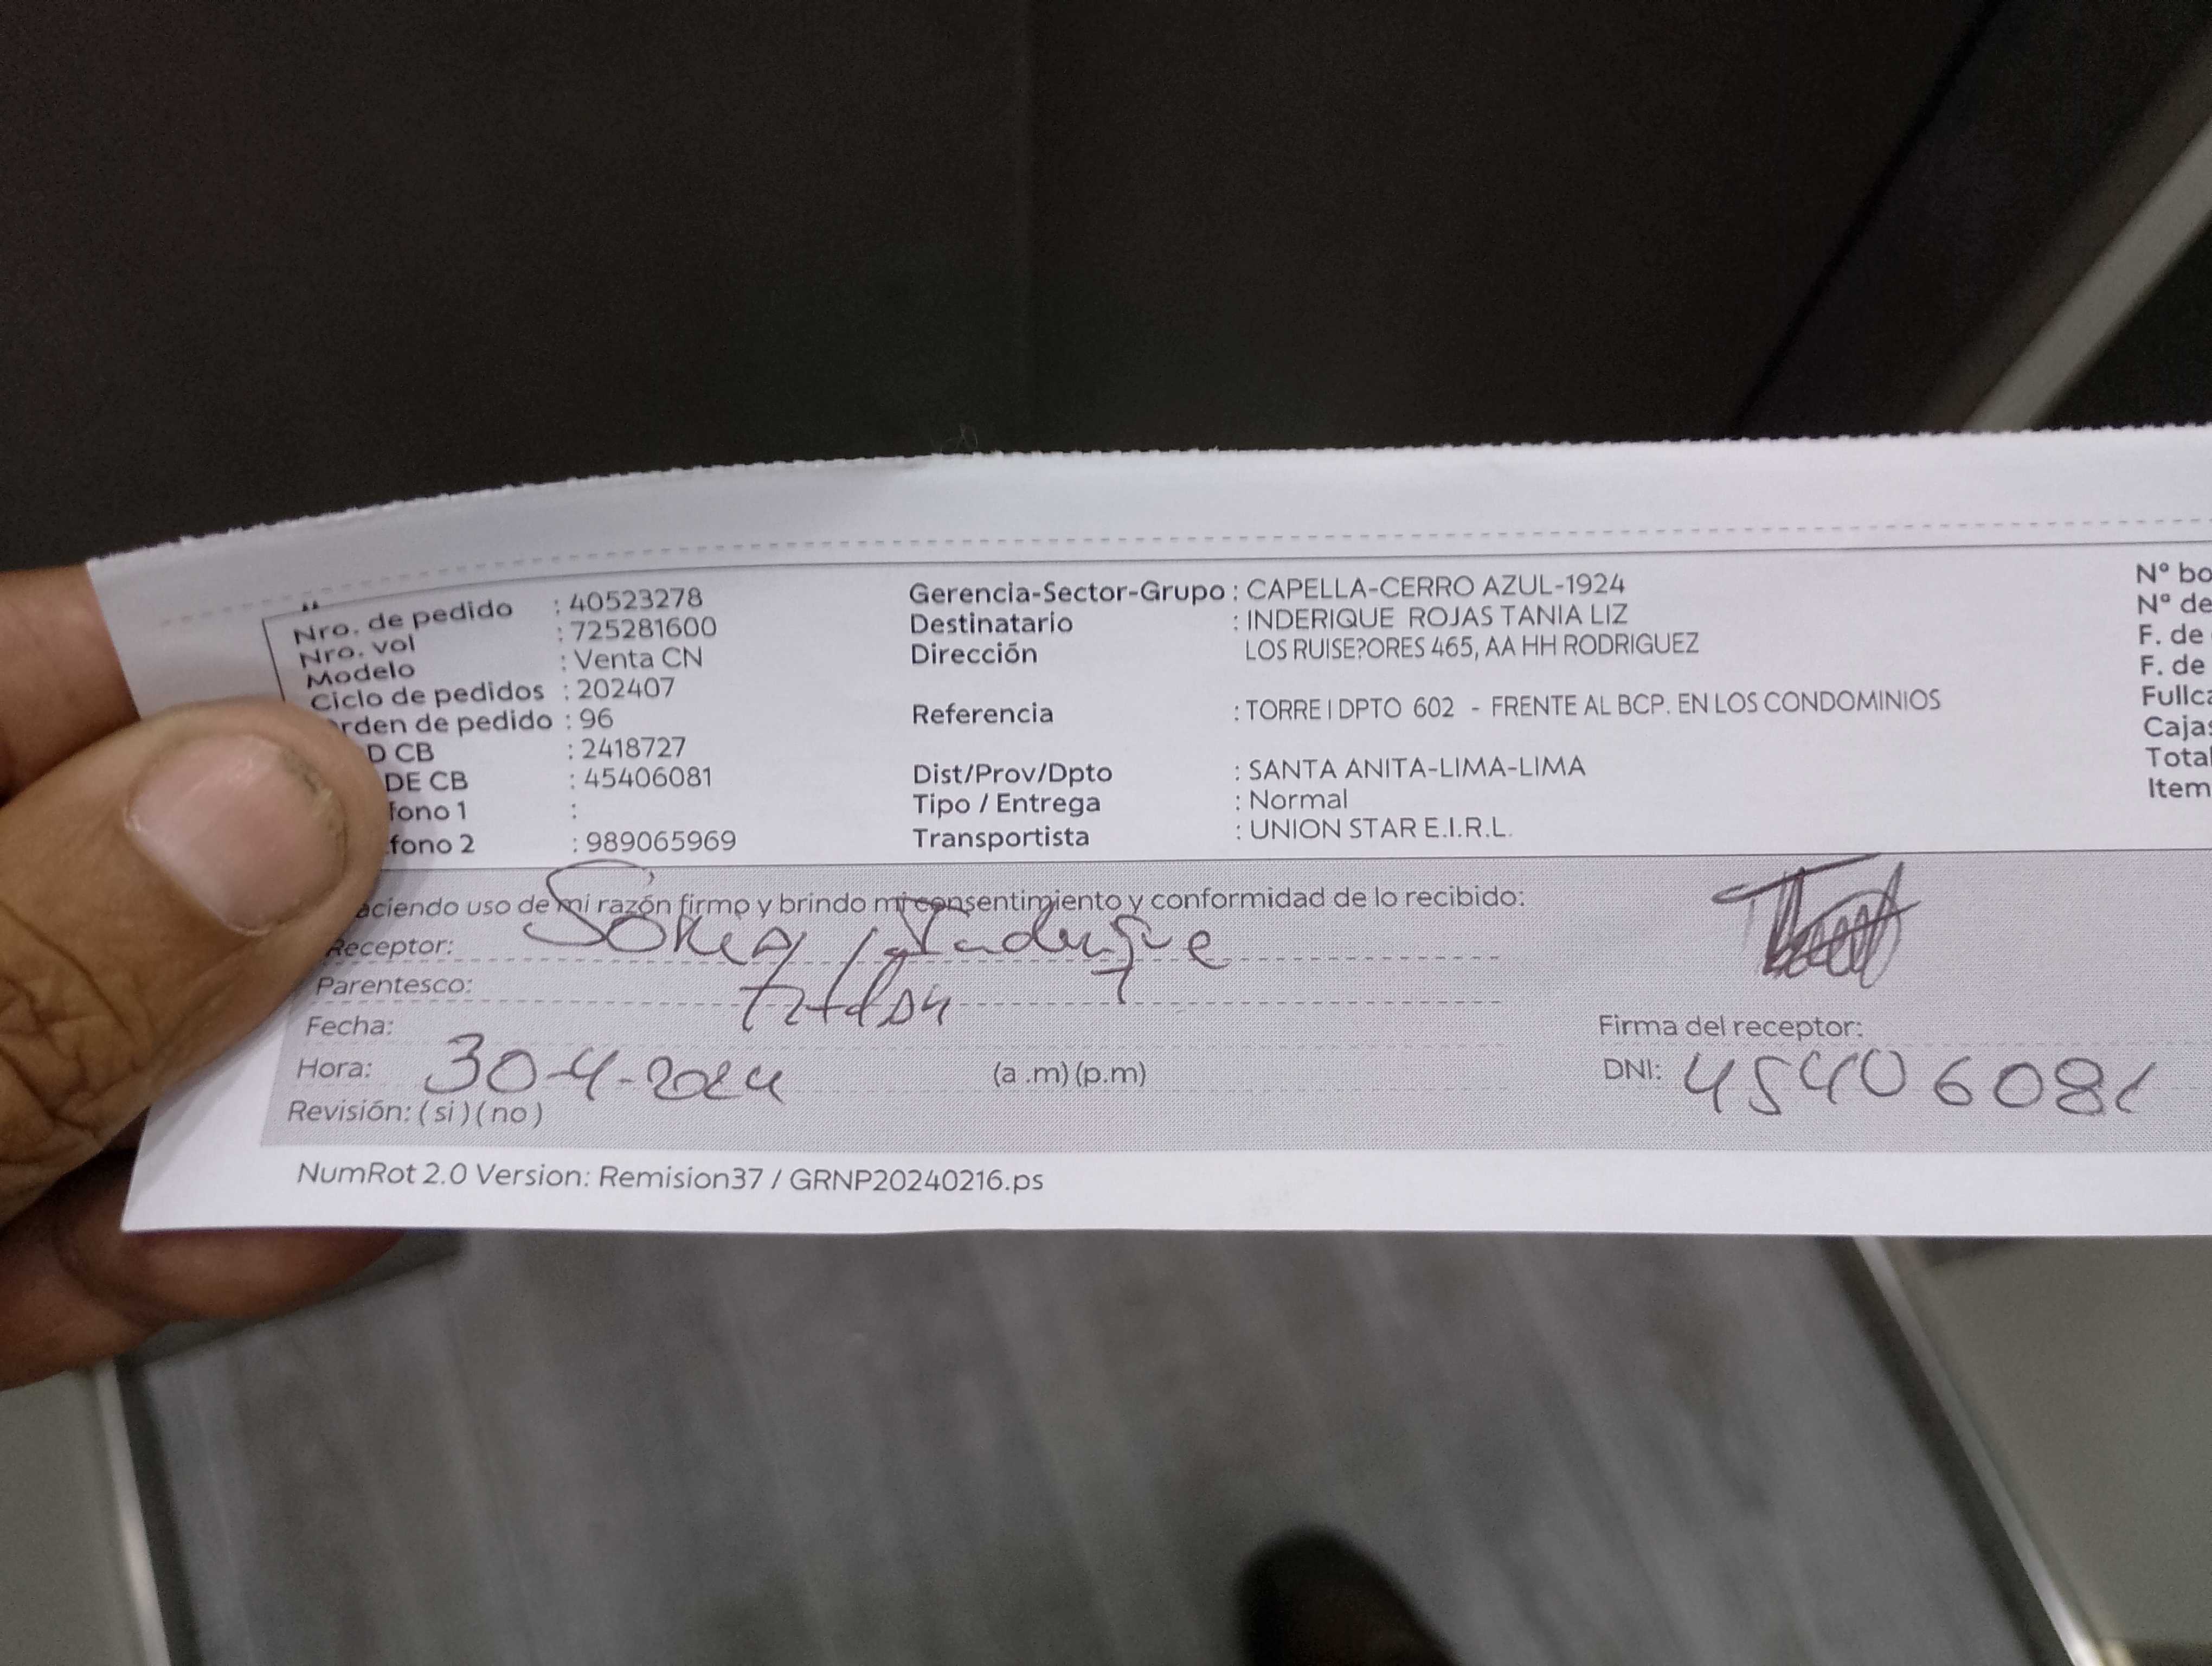 Nro. de pedido : 40523278
Nro. vol : 725281600
Modelo : Venta CN
Ciclo de pedidos : 202407
rden de pedido : 96
D CB : 2418727
DE CB : 45406081
fono 1 :
fono 2 : 989065969
Gerencia-Sector-Grupo : CAPELLA-CERRO AZUL-1924
Destinatario : INDERIQUE ROJAS TANIA LIZ
Dirección LOS RUISE?ORES 465, AA HH RODRIGUEZ
Referencia : TORRE I DPTO 602 - FRENTE AL BCP. EN LOS CONDOMINIOS
Dist/Prov/Dpto : SANTA ANITA-LIMA-LIMA
Tipo / Entrega : Normal
Transportista : UNION STAR E.I.R.L.
N° bo
N° de
F. de
F. de
Fullca
Cajas
Total
Item
aciendo uso de mi razón firmo y brindo mi consentimiento y conformidad de lo recibido:
Receptor:
Parentesco:
Fecha:
Hora: 30-4-2024 (a .m) (p.m)
Revisión: ( si ) ( no )
Firma del receptor:
DNI: 45406081
NumRot 2.0 Version: Remision37 / GRNP20240216.ps